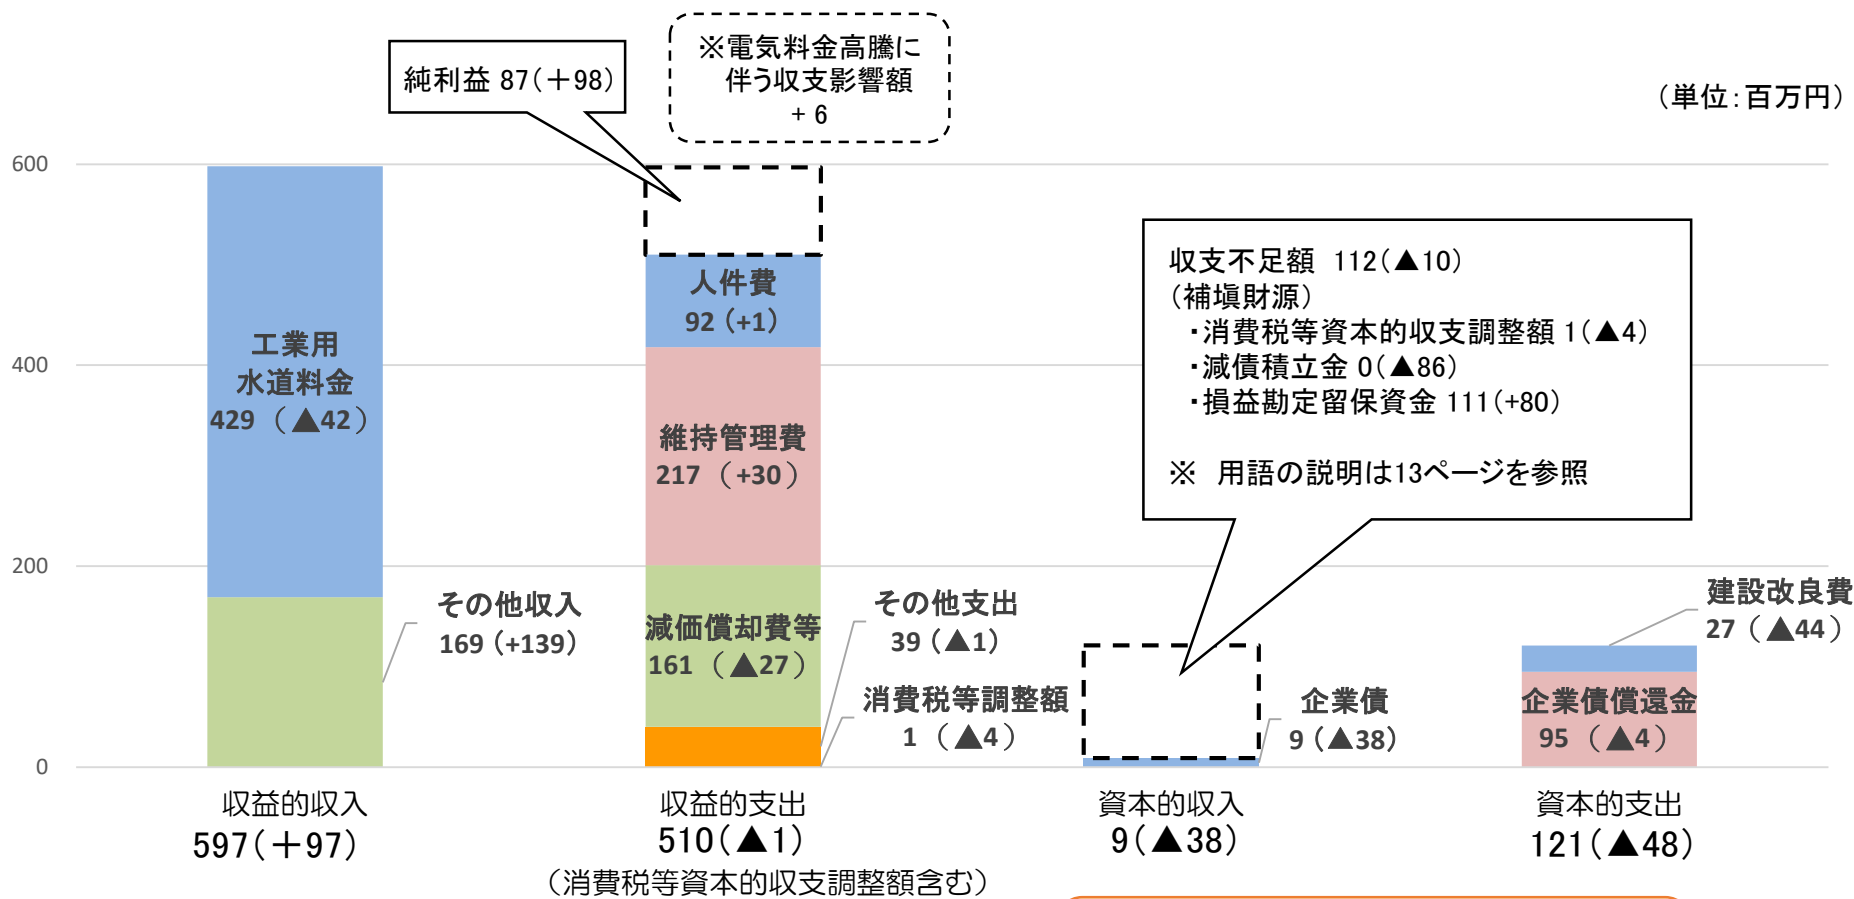 ※電気料金高騰に
伴う収支影響額
+ 6
純利益 87(＋98)
（単位：百万円）
600
400
200
0
工業用
水道料金
429 （▲42）
その他収入
169（+139）
人件費
92（+1）
維持管理費
217 （+30）
減価償却費等
161 （▲27）
その他支出
39（▲1）
消費税等調整額
1 （▲4）
収支不足額 112(▲10)
（補塡財源）
・消費税等資本的収支調整額 1(▲4)
・減債積立金 0(▲86)
・損益勘定留保資金 111(+80)
※ 用語の説明は13ページを参照
企業債
9（▲38）
建設改良費
27（▲44）
企業債償還金
95 （▲4）
収益的収入
597(＋97)
収益的支出
510(▲1)
（消費税等資本的収支調整額含む）
資本的収入
9(▲38)
資本的支出
121(▲48)